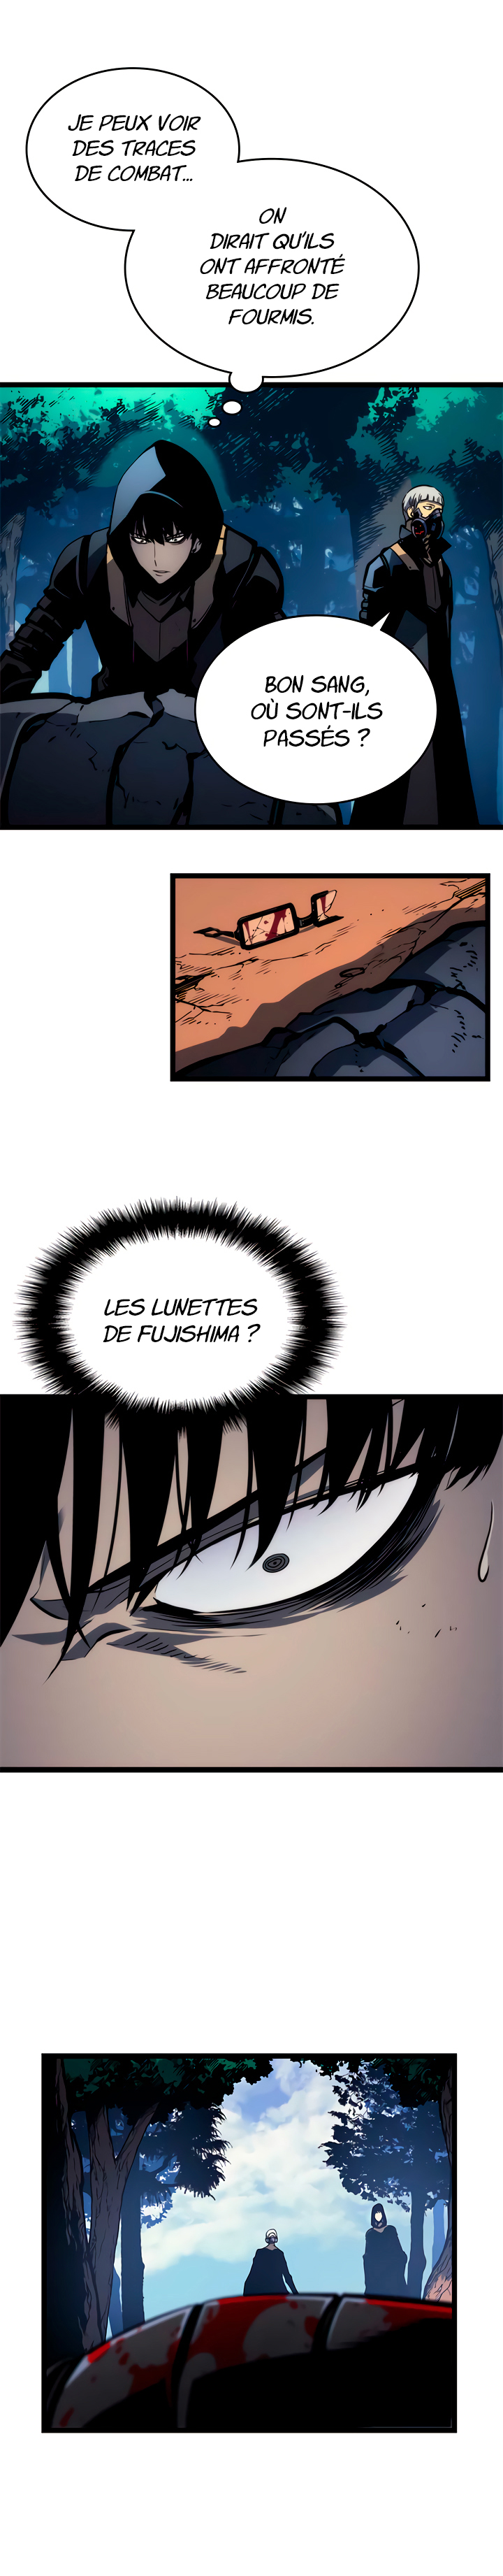 JE PEUX VOIR
DES TRACES
DE COMBAT...
ON
DIRAIT QU'ILS
ONT AFFRONTÉ
BEAUCOUP DE
FOURMIS.
BON SANG,
OÙ SONT-ILS
PASSÉS ?
LES LUNETTES
DE FUJISHIMA ?